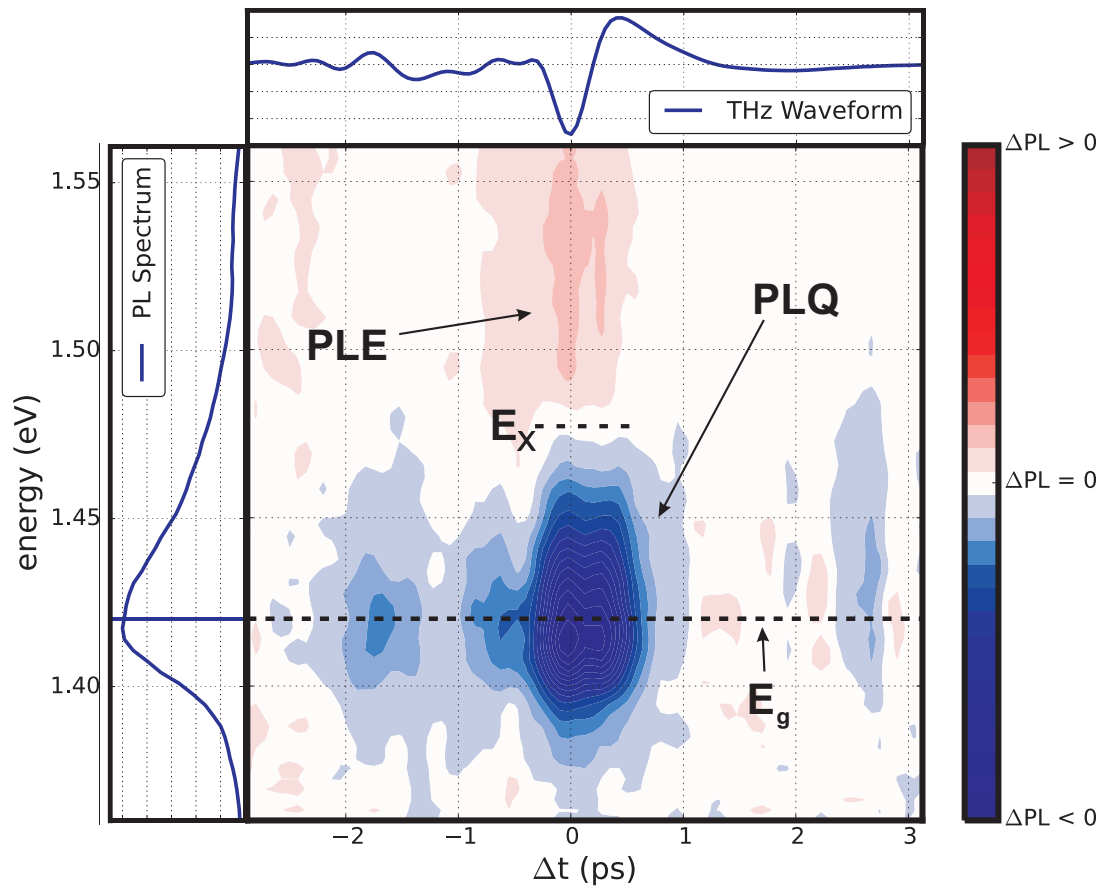 THz Waveform
PL Spectrum
1.55
1.50
1.45
1.40
energy (eV)
PLE
PLQ
EX
Eg
−2
−1
0
1
2
3
Δt (ps)
ΔPL > 0
ΔPL = 0
ΔPL < 0